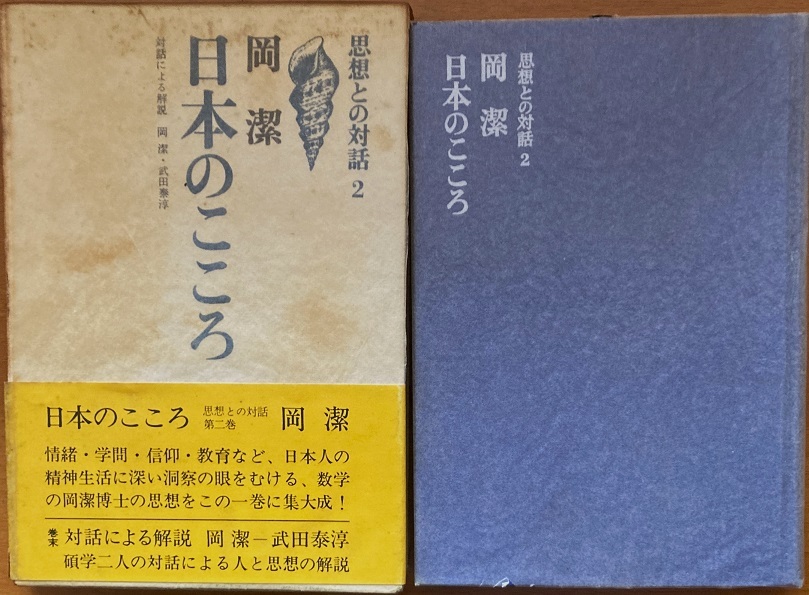 思想との対話 2
岡 潔
日本のこころ
対話による解説 岡 潔・武田泰淳
日本のこころ 思想との対話 第二巻 岡 潔
情緒・学問・信仰・教育など、日本人の
精神生活に深い洞察の眼をむける、数学
の岡潔博士の思想をこの一巻に集大成！
巻末 対話による解説 岡 潔—武田泰淳
碩学二人の対話による人と思想の解説
思想との対話 2
岡 潔
日本のこころ